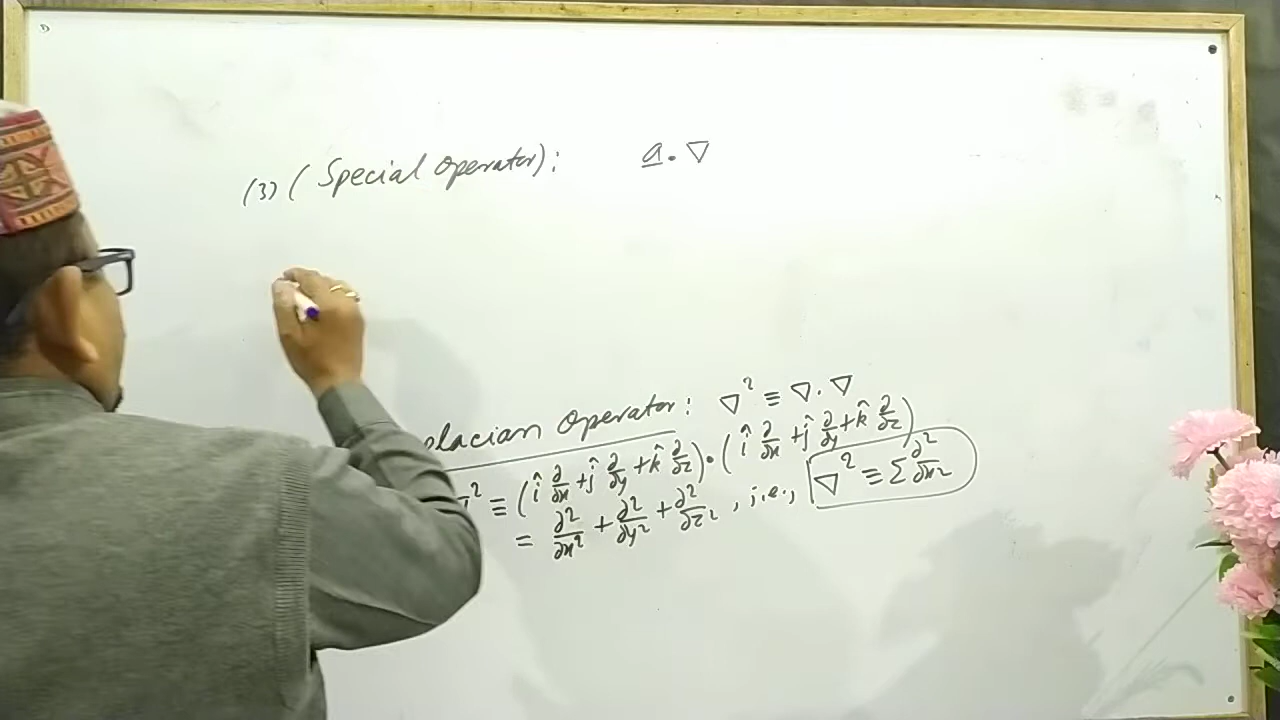 (3) (Special Operator): a̲ . ∇
placian Operator: ∇² ≡ ∇ . ∇
∇² ≡ (î ∂/∂x + ĵ ∂/∂y + k̂ ∂/∂z) . (î ∂/∂x + ĵ ∂/∂y + k̂ ∂/∂z)
= ∂²/∂x² + ∂²/∂y² + ∂²/∂z² , i.e., ∇² ≡ Σ ∂²/∂x²